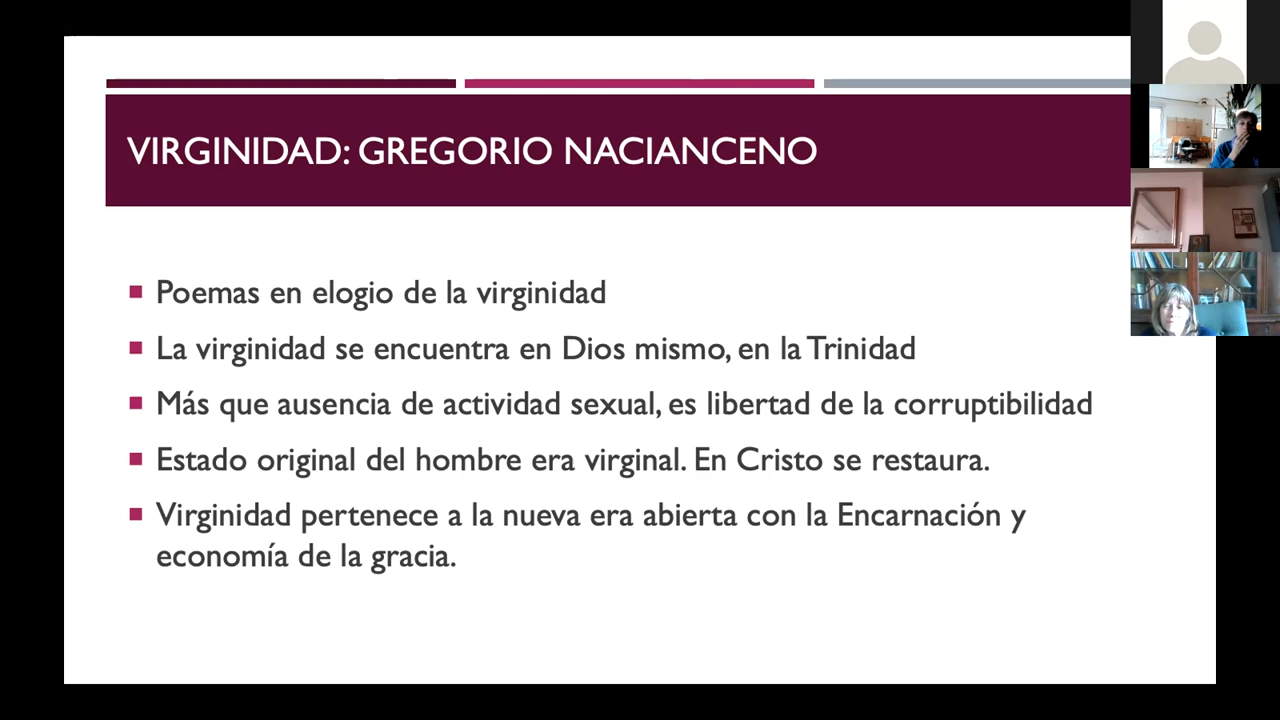 VIRGINIDAD: GREGORIO NACIANCENO
Poemas en elogio de la virginidad
La virginidad se encuentra en Dios mismo, en la Trinidad
Más que ausencia de actividad sexual, es libertad de la corruptibilidad
Estado original del hombre era virginal. En Cristo se restaura.
Virginidad pertenece a la nueva era abierta con la Encarnación y
economía de la gracia.